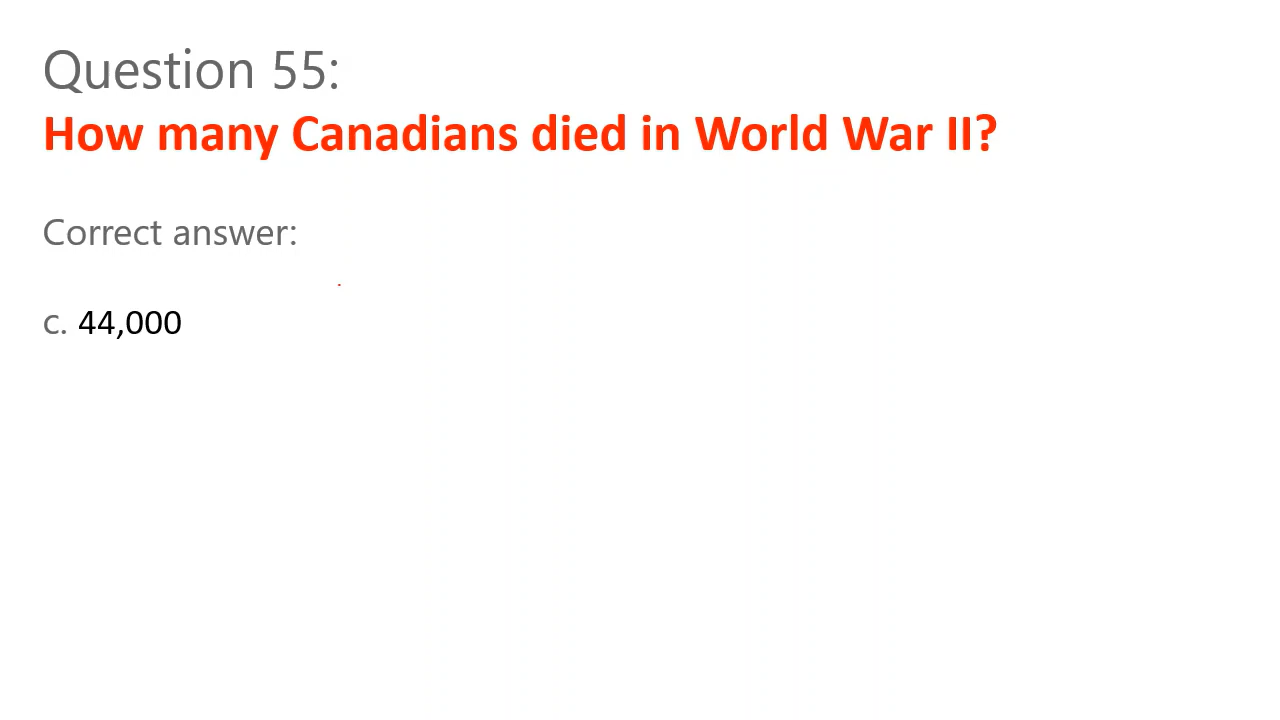 Question 55:
How many Canadians died in World War II?
Correct answer:
c. 44,000